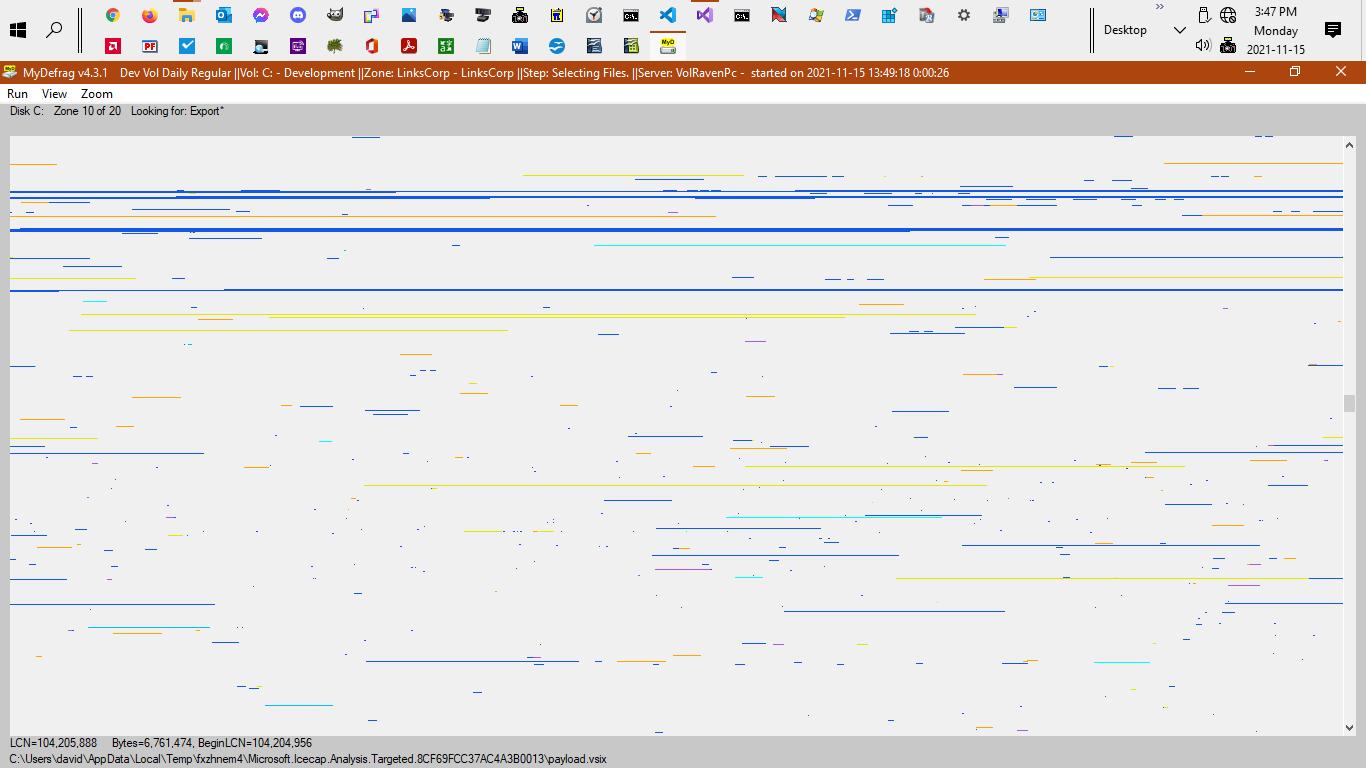 3:47 PM
Desktop
Monday
2021-11-15
MyDefrag v4.3.1 Dev Vol Daily Regular ||Vol: C: - Development ||Zone: LinksCorp - LinksCorp ||Step: Selecting Files. ||Server: VolRavenPc - started on 2021-11-15 13:49:18 0:00:26
Run View Zoom
Disk C: Zone 10 of 20 Looking for: Export*
LCN=104,205,888 Bytes=6,761,474, BeginLCN=104,204,956
C:\Users\david\AppData\Local\Temp\fxzhnem4\Microsoft.Icecap.Analysis.Targeted.8CF69FCC37AC4A3B0013\payload.vsix